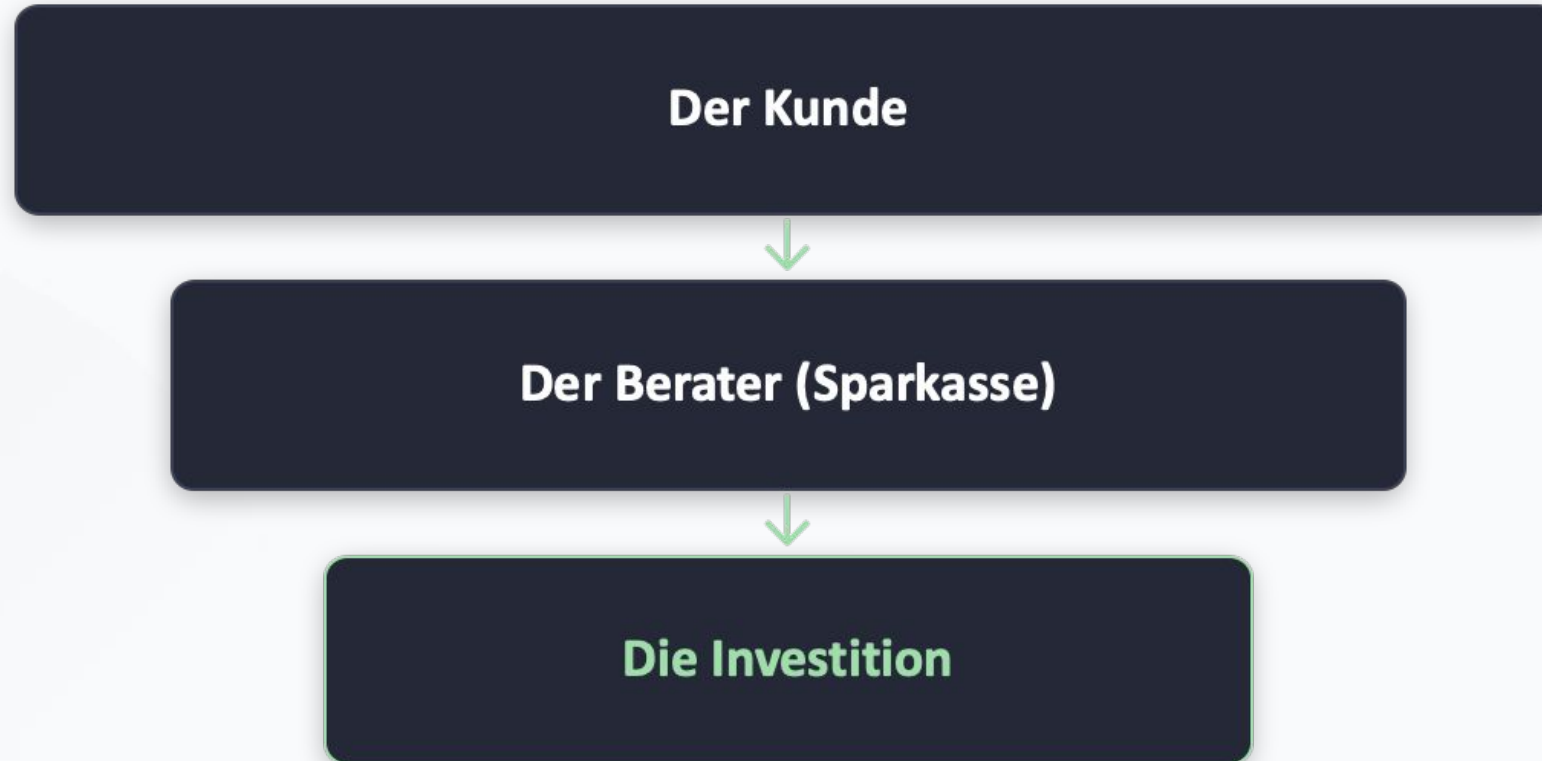 Der Kunde
Der Berater (Sparkasse)
Die Investition